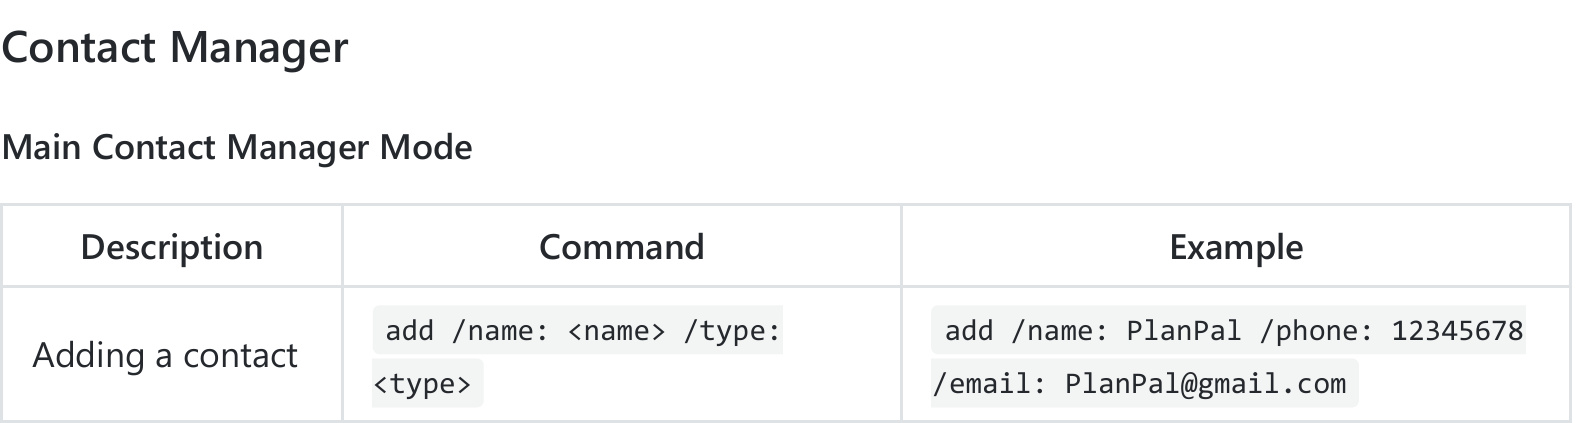 Contact Manager
Main Contact Manager Mode
Description Command Example
Adding a contact
add /name: <name> /type:
<type>
add /name: PlanPal /phone: 12345678
/email: PlanPal@gmail.com